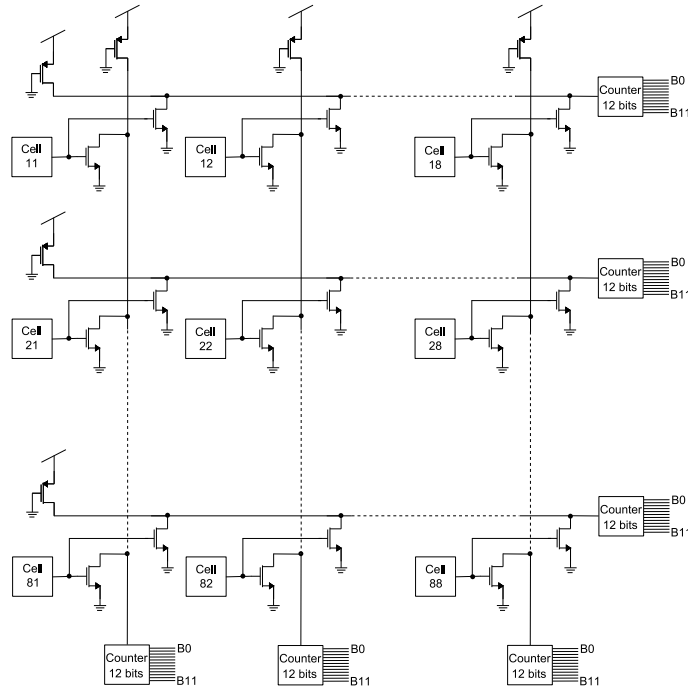 B0
Counter
12 bits
B11
Cell
11
Cell
12
Cell
18
B0
Counter
12 bits
B11
Cell
21
Cell
22
Cell
28
B0
Counter
12 bits
B11
Cell
81
Cell
82
Cell
88
B0
Counter
12 bits
B11
B0
Counter
12 bits
B11
B0
Counter
12 bits
B11